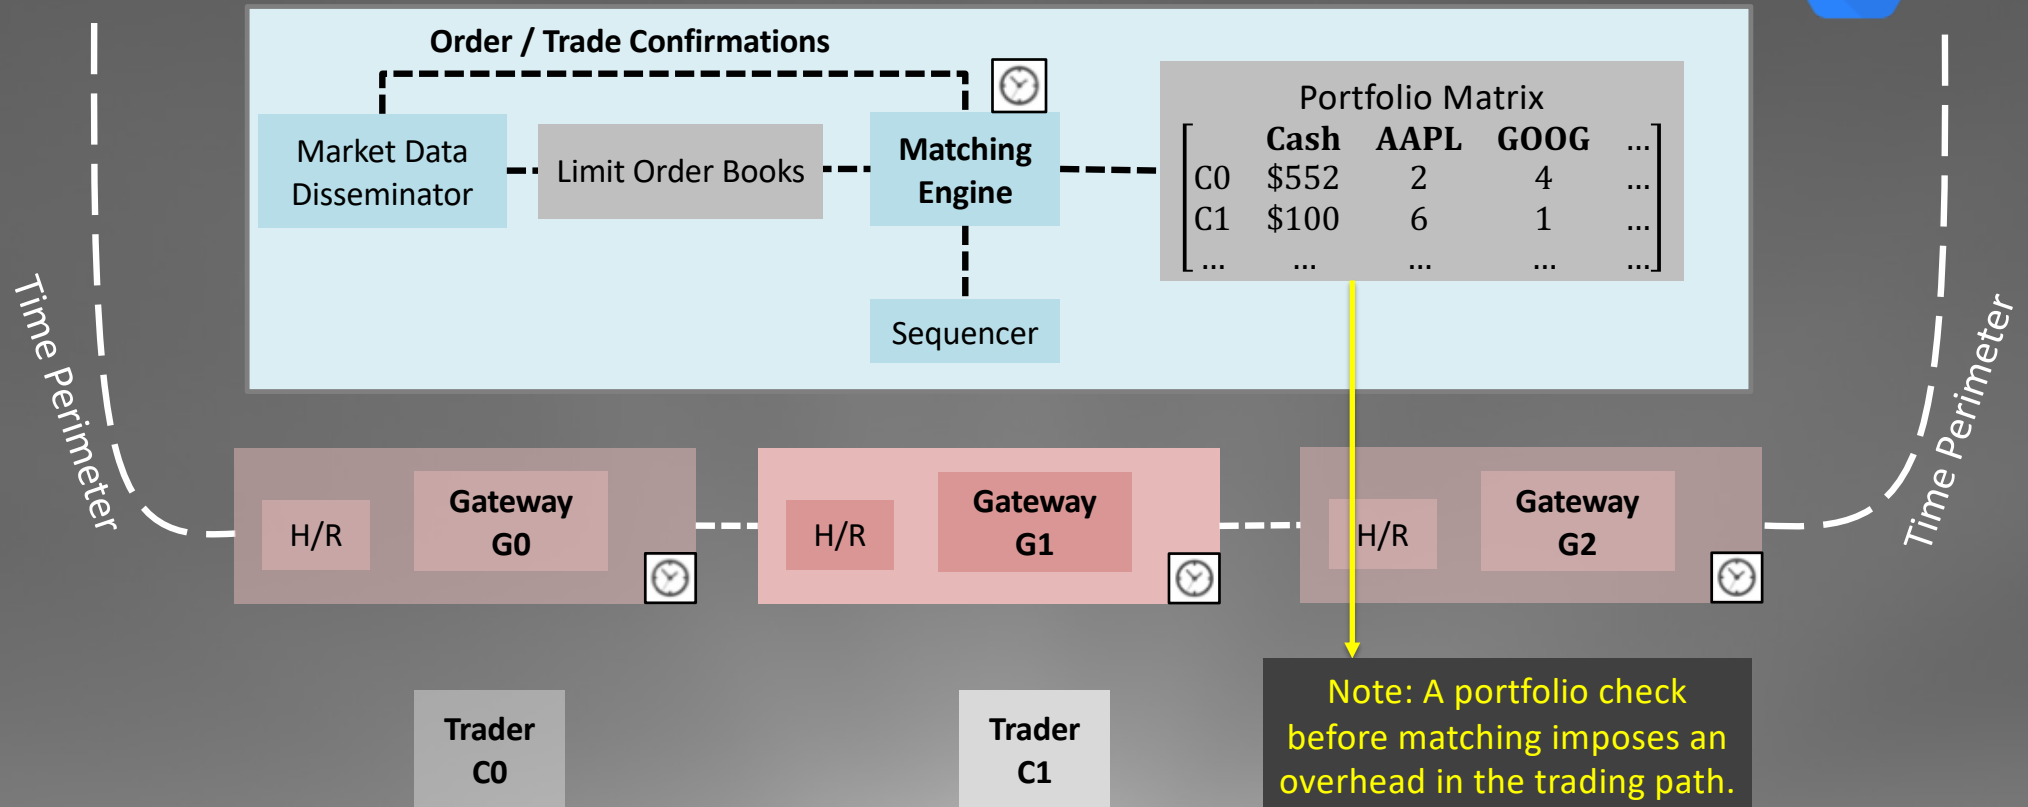 Order / Trade Confirmations
Market Data
Disseminator
Limit Order Books
Matching
Engine
Sequencer
Portfolio Matrix
Cash AAPL GOOG ...
C0 $552 2 4 ...
C1 $100 6 1 ...
... ... ... ... ...
Time Perimeter
Time Perimeter
H/R
Gateway
G0
H/R
Gateway
G1
H/R
Gateway
G2
Trader
C0
Trader
C1
Note: A portfolio check
before matching imposes an
overhead in the trading path.